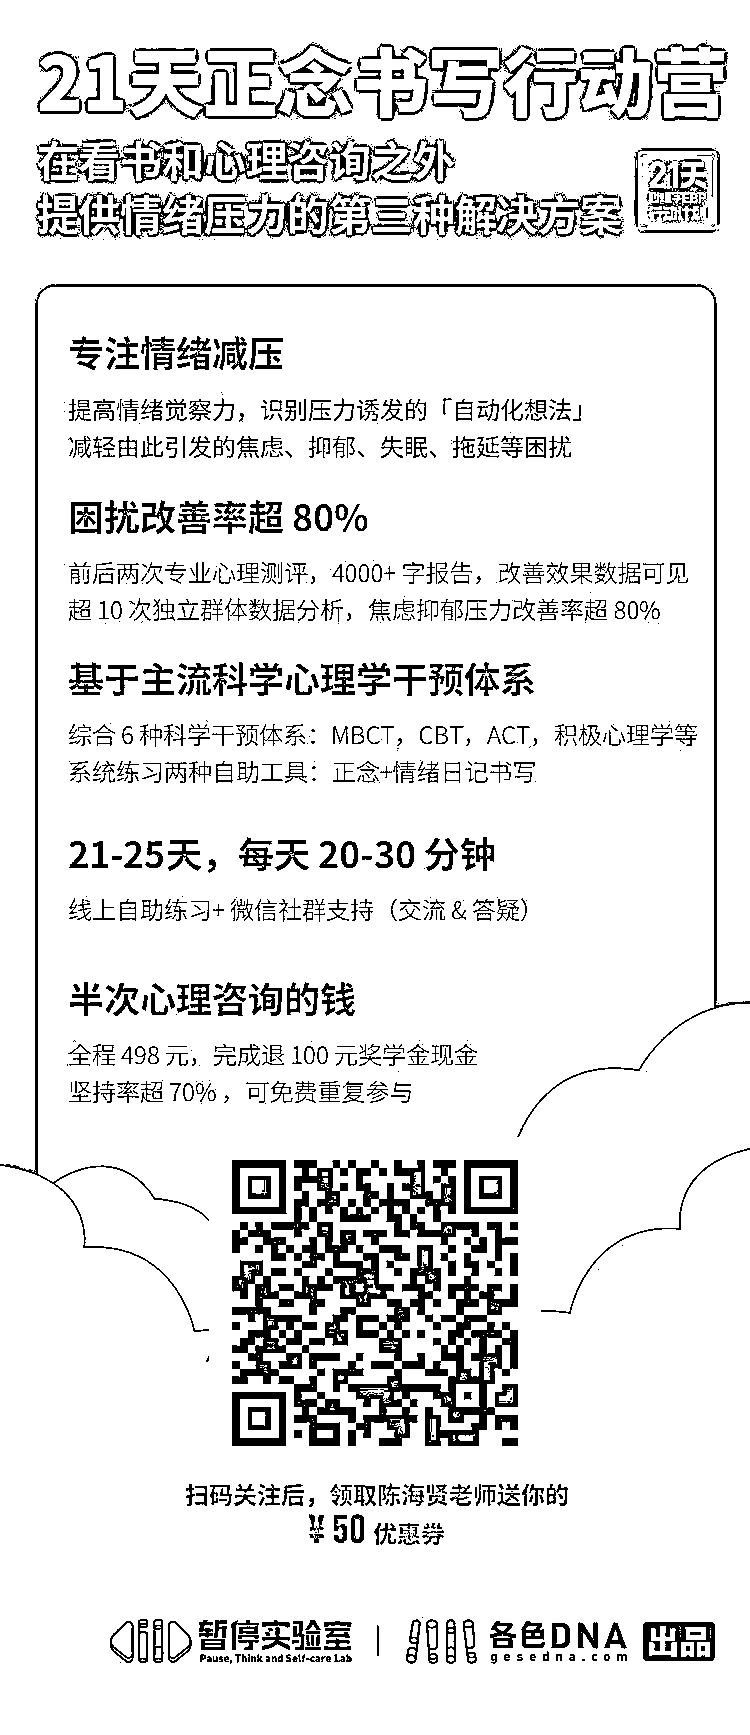 21天正念书写行动营
在看书和心理咨询之外
提供情绪压力的第三种解决方案
21天
专注情绪减压
提高情绪觉察力，识别压力诱发的「自动化想法」
减轻由此引发的焦虑、抑郁、失眠、拖延等困扰
困扰改善率超 80%
前后两次专业心理测评，4000+ 字报告，改善效果数据可见
超 10 次独立群体数据分析，焦虑抑郁压力改善率超 80%
基于主流科学心理学干预体系
综合 6 种科学干预体系：MBCT，CBT，ACT，积极心理学等
系统练习两种自助工具：正念+情绪日记书写
21-25天，每天 20-30 分钟
线上自助练习+ 微信社群支持（交流 & 答疑）
半次心理咨询的钱
全程 498 元，完成退 100 元奖学金现金
坚持率超 70%，可免费重复参与
扫码关注后，领取陈海贤老师送你的
¥ 50 优惠券
暂停实验室
Pause, Think and Self-care Lab
各色DNA 出品
gesedna.com